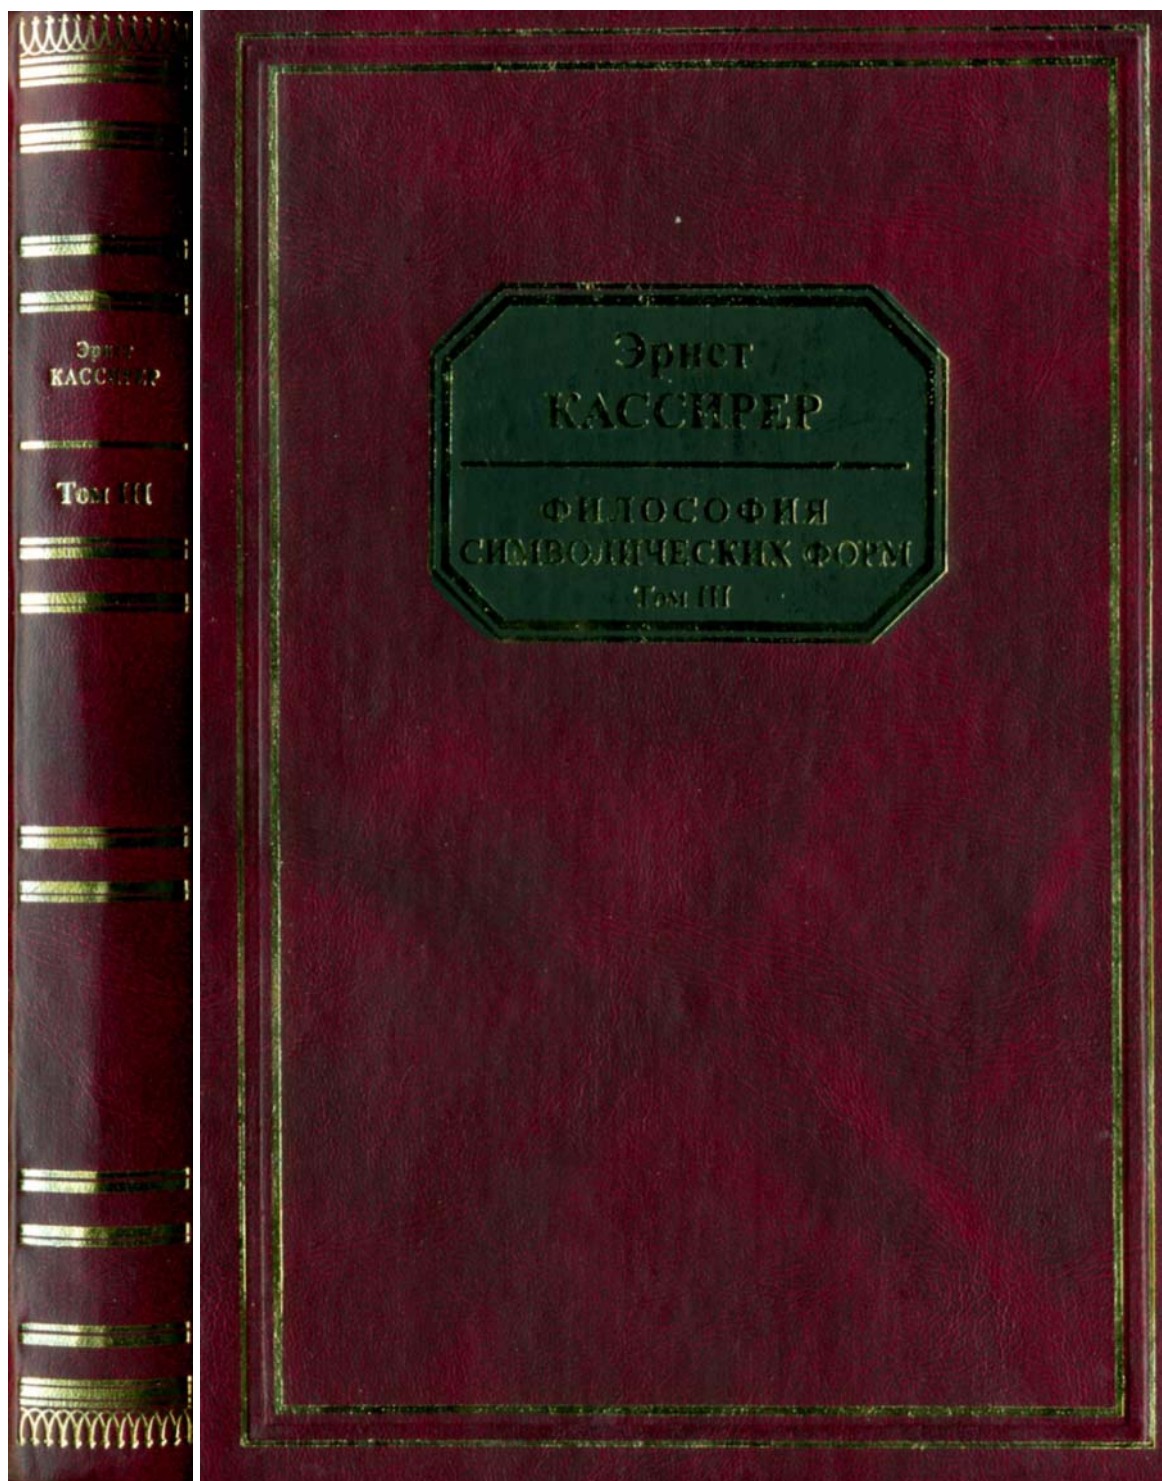 Эрнст
КАССИРЕР
Том III
Эрнст
КАССИРЕР
ФИЛОСОФИЯ
СИМВОЛИЧЕСКИХ ФОРМ
Том III